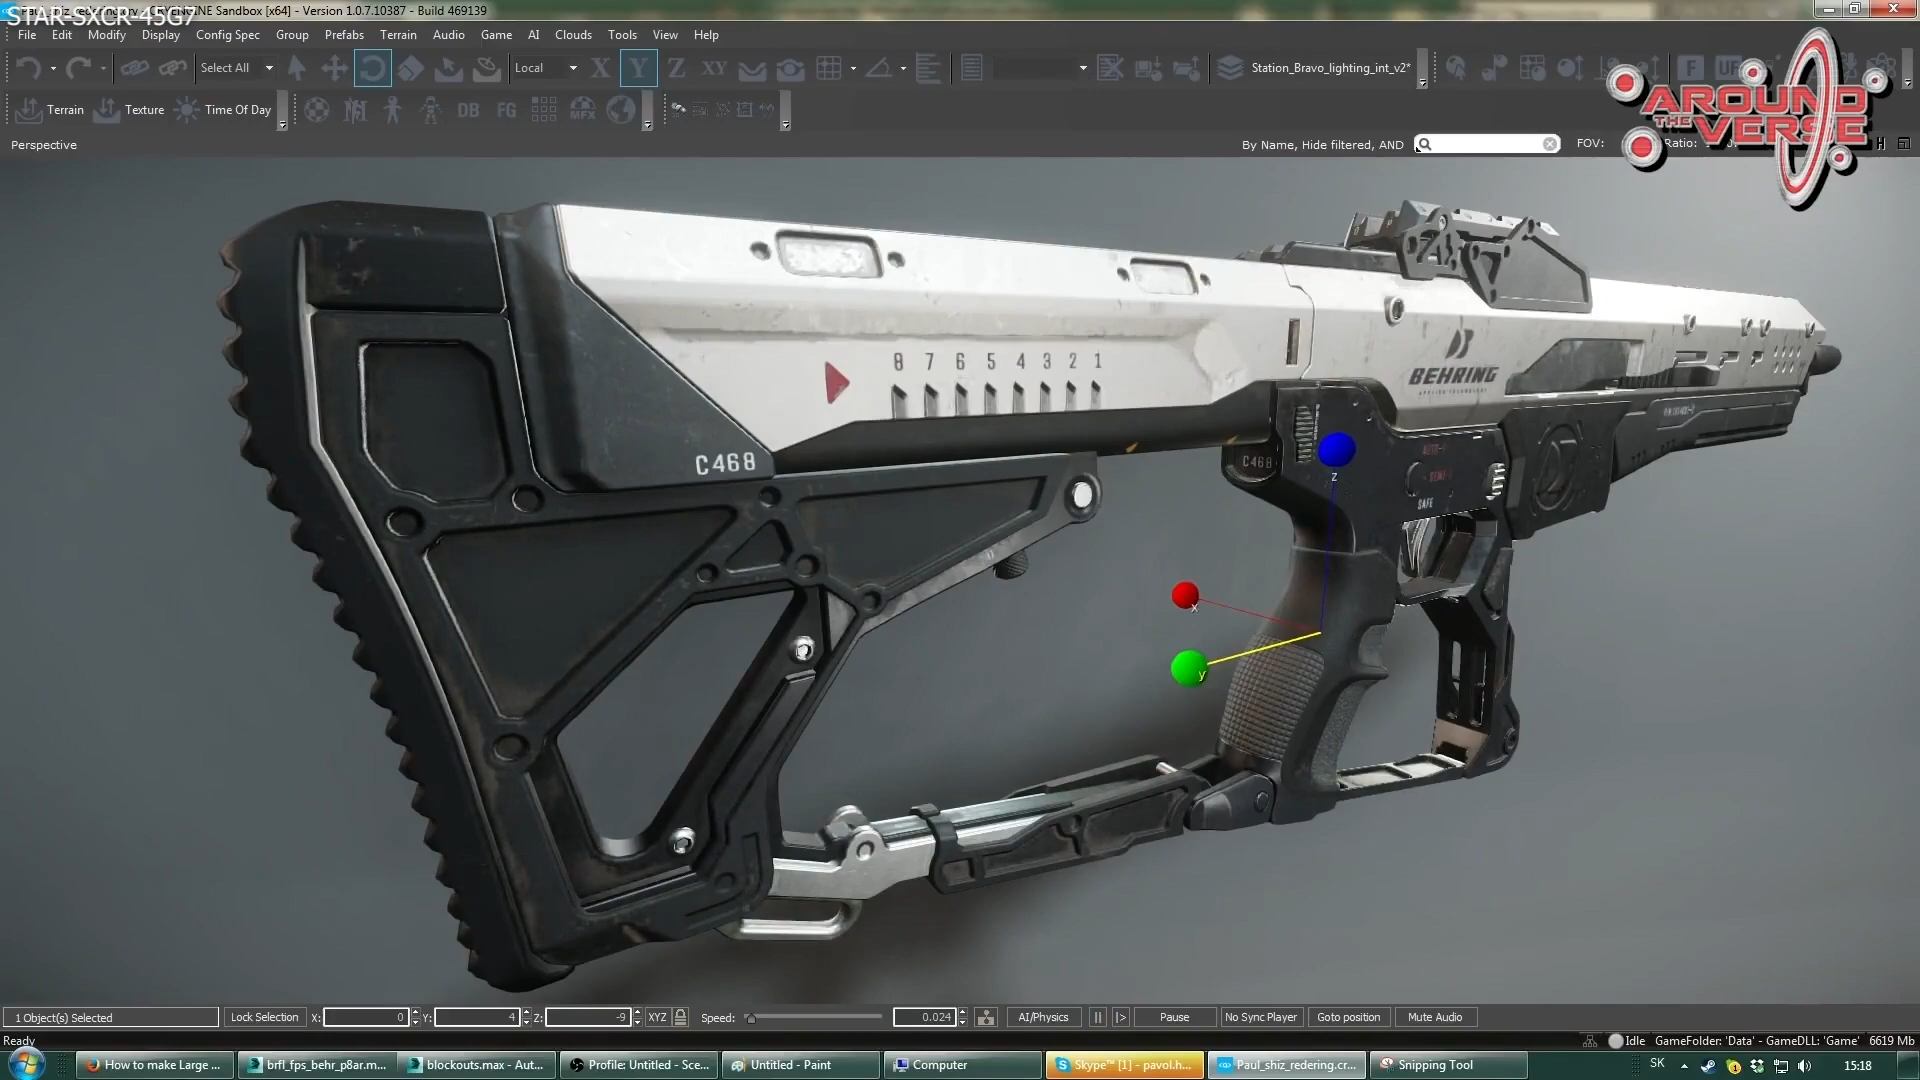 STAR-SXCR-45G7
Paul_shiz_redering.cry - CRYENGINE Sandbox [x64] - Version 1.0.7.10387 - Build 469139
File Edit Modify Display Config Spec Group Prefabs Terrain Audio Game AI Clouds Tools View Help
Select All Local X Y Z XY Station_Bravo_lighting_int_v2* F
Terrain Texture Time Of Day DB FG MFX
AROUND
THE VERSE
Perspective By Name, Hide filtered, AND FOV: Ratio: H
8 7 6 5 4 3 2 1
BEHRING
APPLIED TECHNOLOGY
C468
C468
SEMI
SAFE
z
x
y
1 Object(s) Selected Lock Selection X: 0 Y: 4 Z: -9 XYZ Speed: 0.024 AI/Physics Pause No Sync Player Goto position Mute Audio
Ready Idle GameFolder: 'Data' - GameDLL: 'Game' 6619 Mb
How to make Large ... brfl_fps_behr_p8ar.m... blockouts.max - Aut... Profile: Untitled - Sce... Untitled - Paint Computer Skype™ [1] - pavol.h... Paul_shiz_redering.cr... Snipping Tool SK 15:18